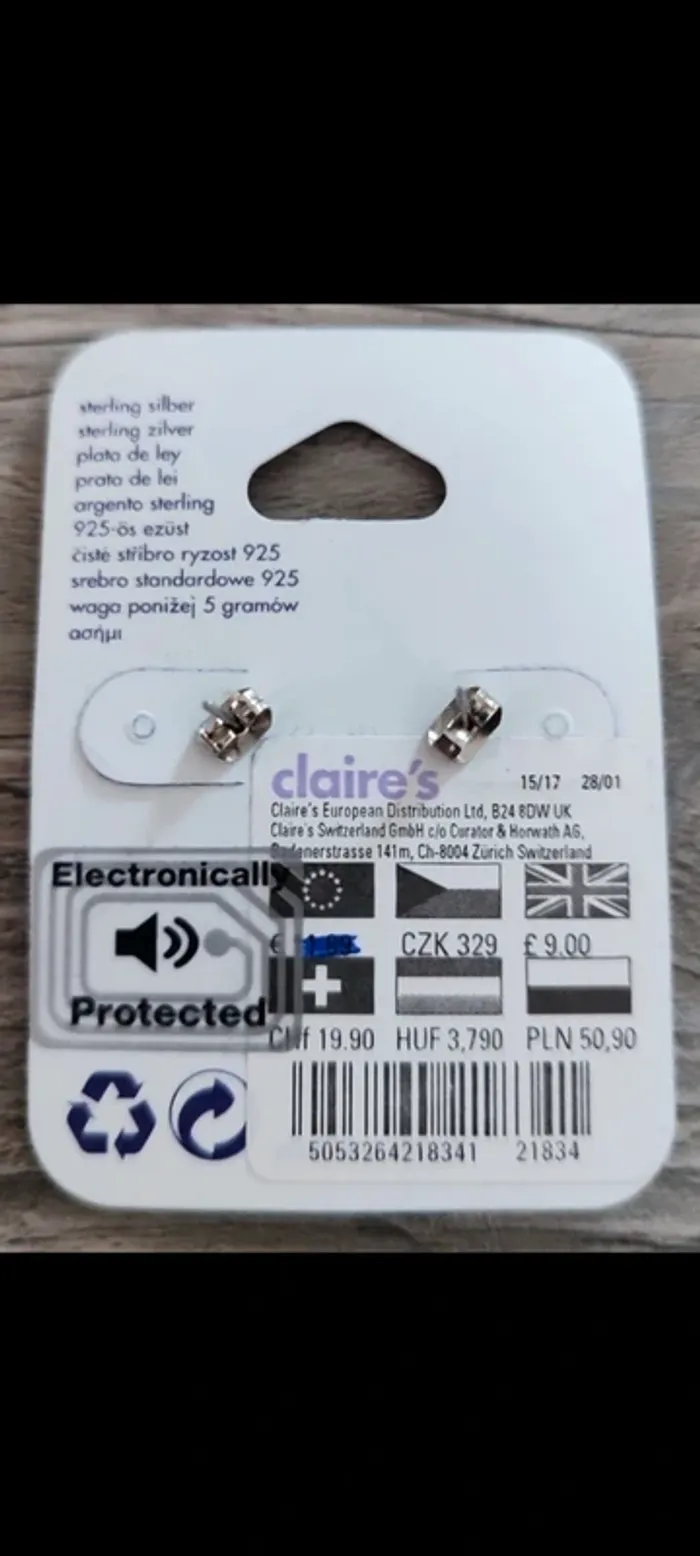 sterling silber
sterling zilver
plata de ley
prata de lei
argento sterling
925-ös ezüst
čisté stříbro ryzost 925
srebro standardowe 925
waga poniżej 5 gramów
ασήμι
claire's
15/17 28/01
Claire's European Distribution Ltd, B24 8DW UK
Claire's Switzerland GmbH c/o Curator & Horwath AG,
Badenerstrasse 141m, Ch-8004 Zürich Switzerland
Electronically
Protected
€ CZK 329 £ 9.00
CHf 19.90 HUF 3,790 PLN 50,90
5053264218341 21834